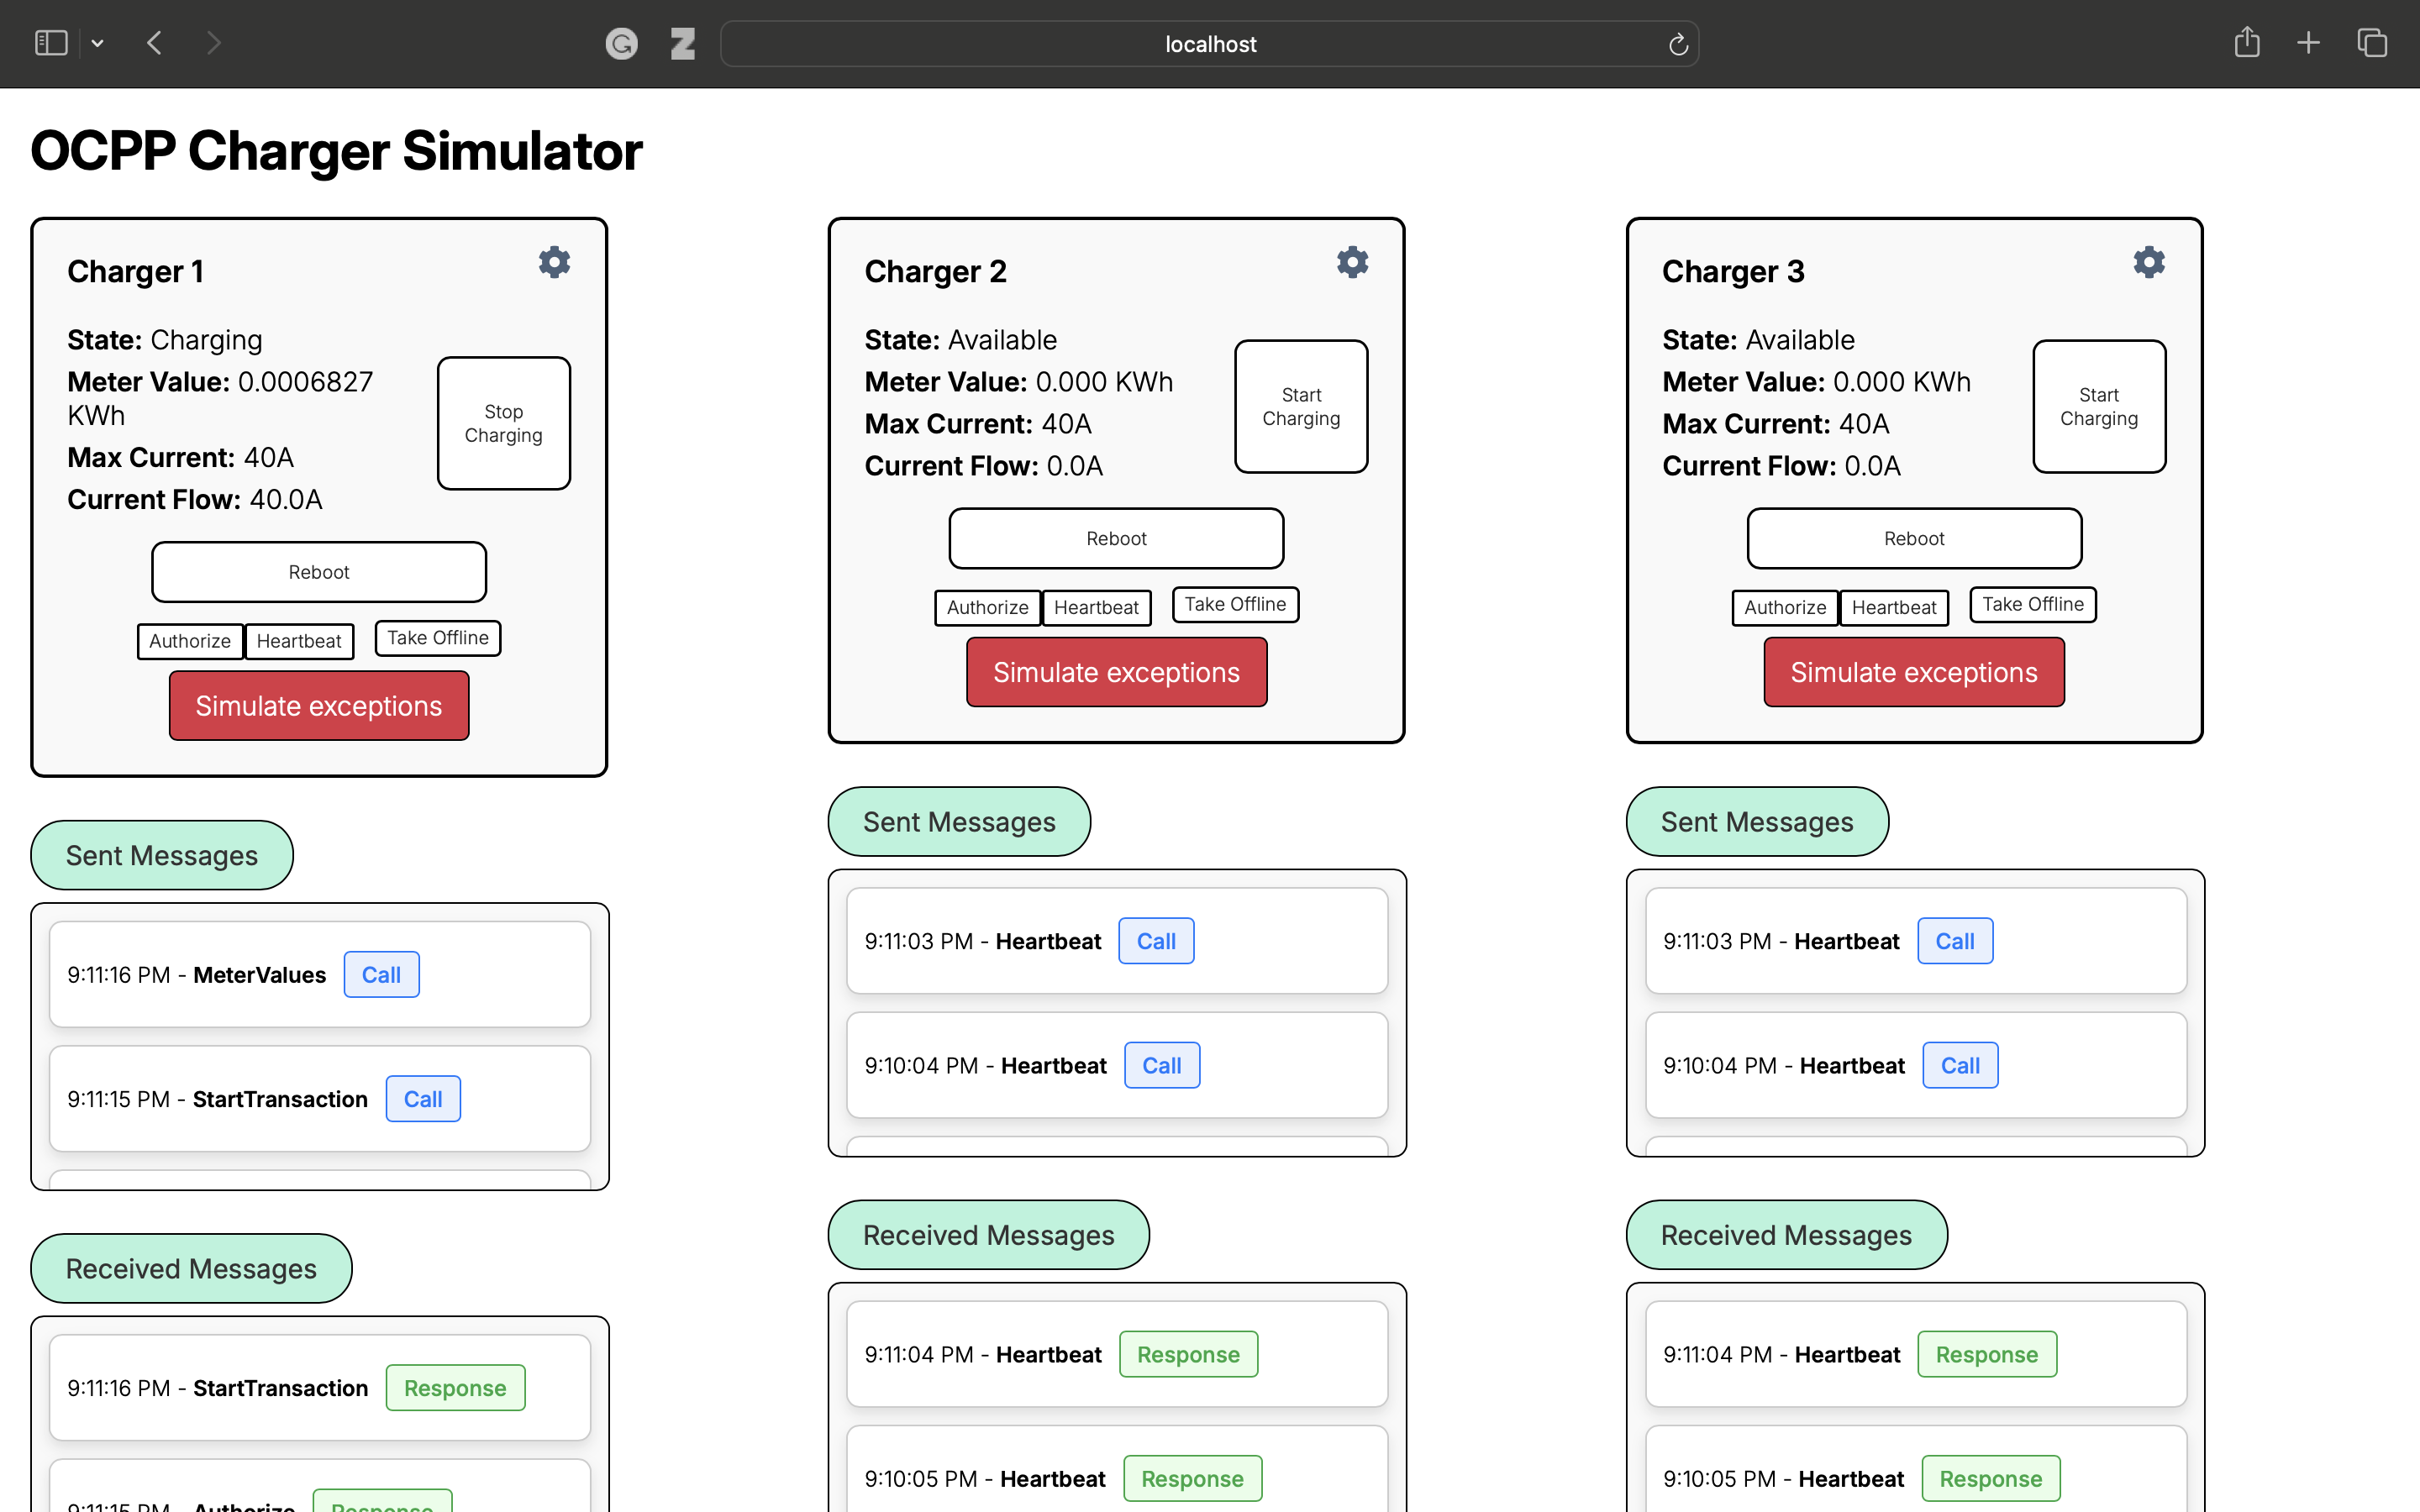 localhost
OCPP Charger Simulator
Charger 1
State: Charging
Meter Value: 0.0006827
KWh
Max Current: 40A
Current Flow: 40.0A
Stop
Charging
Reboot
Authorize
Heartbeat
Take Offline
Simulate exceptions
Sent Messages
9:11:16 PM - MeterValues Call
9:11:15 PM - StartTransaction Call
Received Messages
9:11:16 PM - StartTransaction Response
9:11:15 PM - Authorize Response
Charger 2
State: Available
Meter Value: 0.000 KWh
Max Current: 40A
Current Flow: 0.0A
Start
Charging
Reboot
Authorize
Heartbeat
Take Offline
Simulate exceptions
Sent Messages
9:11:03 PM - Heartbeat Call
9:10:04 PM - Heartbeat Call
Received Messages
9:11:04 PM - Heartbeat Response
9:10:05 PM - Heartbeat Response
Charger 3
State: Available
Meter Value: 0.000 KWh
Max Current: 40A
Current Flow: 0.0A
Start
Charging
Reboot
Authorize
Heartbeat
Take Offline
Simulate exceptions
Sent Messages
9:11:03 PM - Heartbeat Call
9:10:04 PM - Heartbeat Call
Received Messages
9:11:04 PM - Heartbeat Response
9:10:05 PM - Heartbeat Response